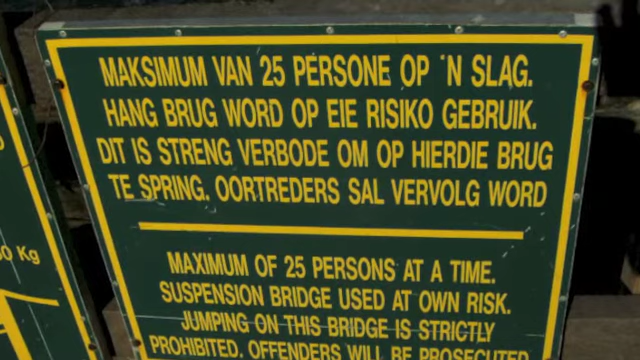 MAKSIMUM VAN 25 PERSONE OP 'N SLAG.
HANG BRUG WORD OP EIE RISIKO GEBRUIK.
DIT IS STRENG VERBODE OM OP HIERDIE BRUG
TE SPRING. OORTREDERS SAL VERVOLG WORD
MAXIMUM OF 25 PERSONS AT A TIME.
SUSPENSION BRIDGE USED AT OWN RISK.
JUMPING ON THIS BRIDGE IS STRICTLY
PROHIBITED. OFFENDERS WILL BE PROSECUTED
Kg